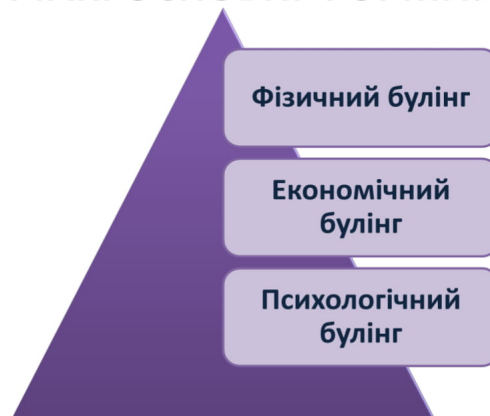 Фізичний булінг
Економічний
булінг
Психологічний
булінг